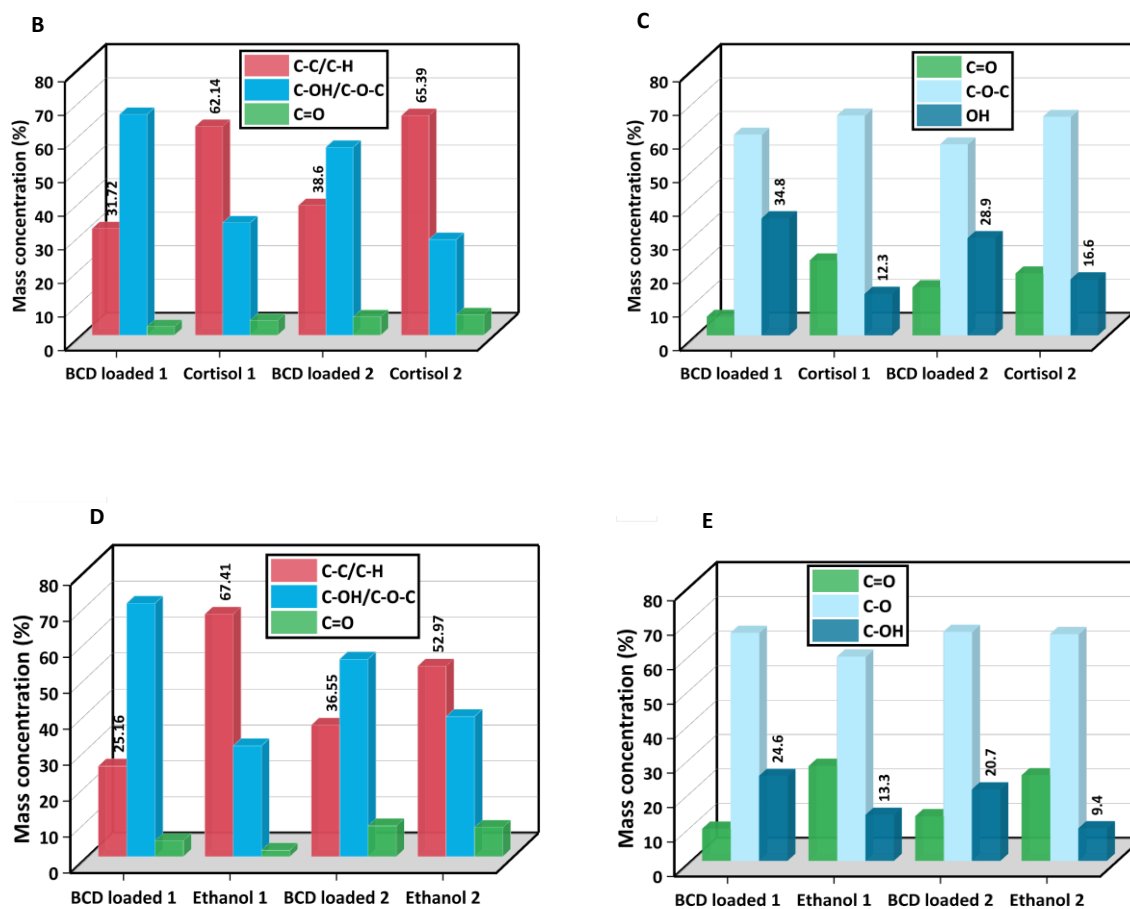 B
C-C/C-H
C-OH/C-O-C
C=O
Mass concentration (%)
80
70
60
50
40
30
20
10
0
31.72
62.14
38.6
65.39
BCD loaded 1 Cortisol 1 BCD loaded 2 Cortisol 2
C
C=O
C-O-C
OH
Mass concentration (%)
80
70
60
50
40
30
20
10
0
34.8
12.3
28.9
16.6
BCD loaded 1 Cortisol 1 BCD loaded 2 Cortisol 2
D
C-C/C-H
C-OH/C-O-C
C=O
Mass concentration (%)
80
70
60
50
40
30
20
10
0
25.16
67.41
36.55
52.97
BCD loaded 1 Ethanol 1 BCD loaded 2 Ethanol 2
E
C=O
C-O
C-OH
Mass concentration (%)
80
70
60
50
40
30
20
10
0
24.6
13.3
20.7
9.4
BCD loaded 1 Ethanol 1 BCD loaded 2 Ethanol 2